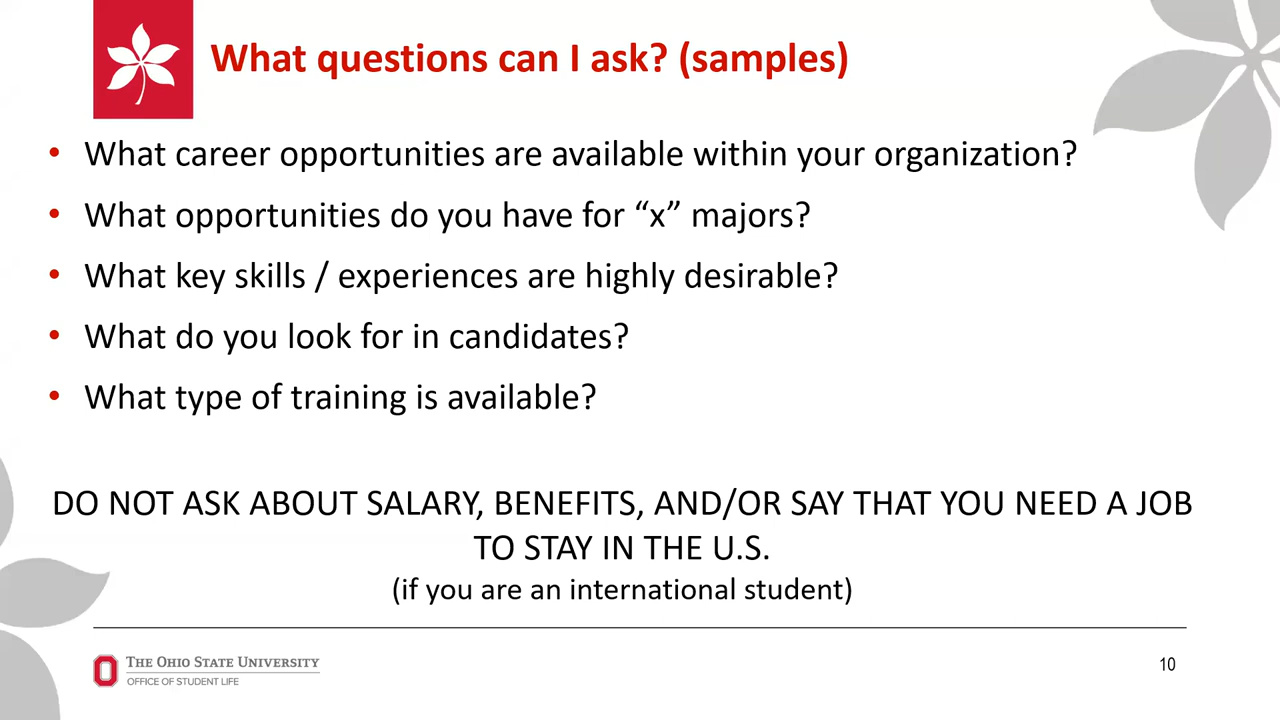 What questions can I ask? (samples)
• What career opportunities are available within your organization?
• What opportunities do you have for “x” majors?
• What key skills / experiences are highly desirable?
• What do you look for in candidates?
• What type of training is available?
DO NOT ASK ABOUT SALARY, BENEFITS, AND/OR SAY THAT YOU NEED A JOB
TO STAY IN THE U.S.
(if you are an international student)
THE OHIO STATE UNIVERSITY
OFFICE OF STUDENT LIFE
10